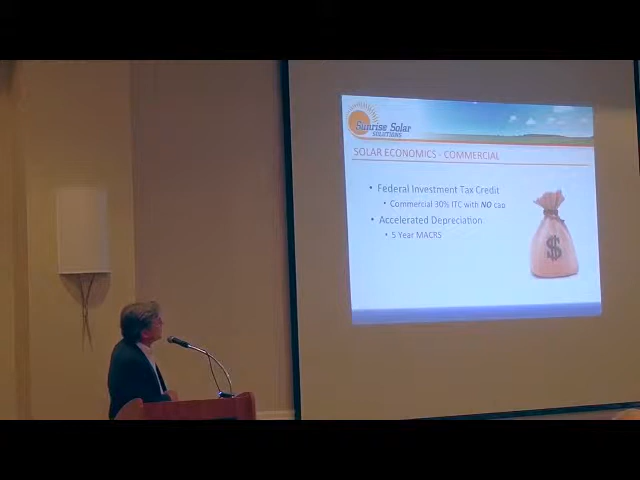 Sunrise Solar
SOLUTIONS
SOLAR ECONOMICS - COMMERCIAL
• Federal Investment Tax Credit
• Commercial 30% ITC with NO cap
• Accelerated Depreciation
• 5 Year MACRS
$